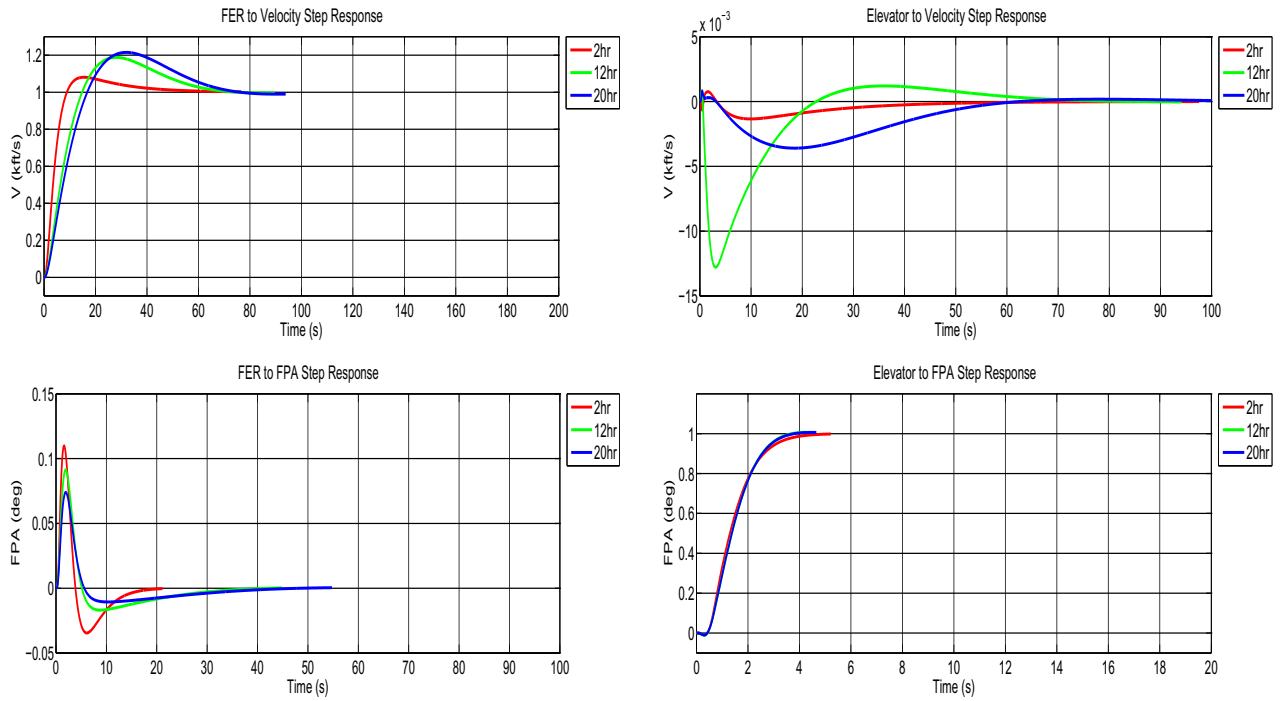 FER to Velocity Step Response
1.2
1
0.8
0.6
0.4
0.2
0
V (kft/s)
0 20 40 60 80 100 120 140 160 180 200
Time (s)
2hr
12hr
20hr
Elevator to Velocity Step Response
x 10⁻³
5
0
−5
−10
−15
V (kft/s)
0 10 20 30 40 50 60 70 80 90 100
Time (s)
2hr
12hr
20hr
FER to FPA Step Response
0.15
0.1
0.05
0
−0.05
FPA (deg)
0 10 20 30 40 50 60 70 80 90 100
Time (s)
2hr
12hr
20hr
Elevator to FPA Step Response
1
0.8
0.6
0.4
0.2
0
FPA (deg)
0 2 4 6 8 10 12 14 16 18 20
Time (s)
2hr
12hr
20hr